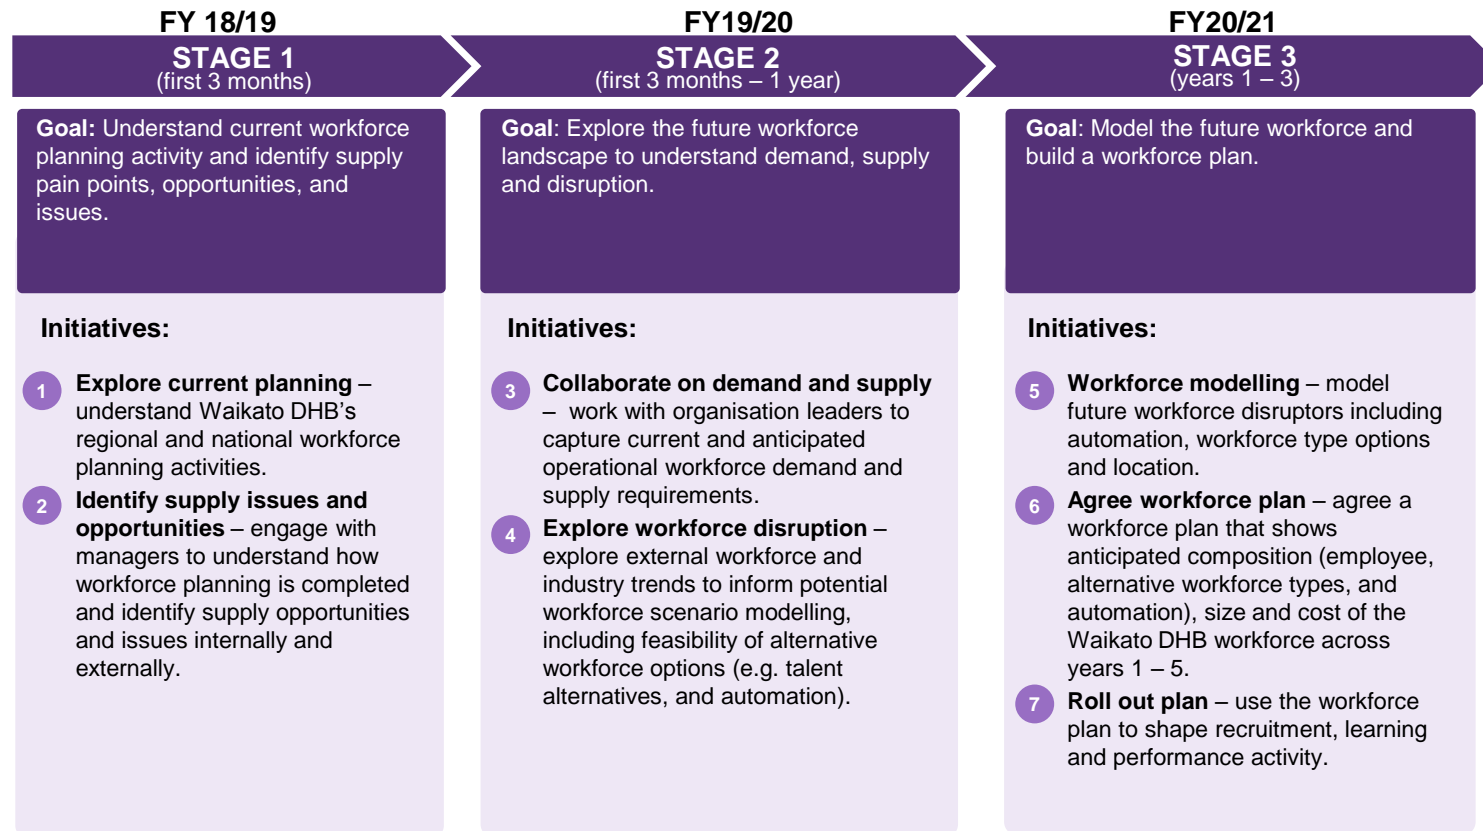 FY 18/19
STAGE 1
(first 3 months)
Goal: Understand current workforce
planning activity and identify supply
pain points, opportunities, and
issues.
Initiatives:
1
Explore current planning –
understand Waikato DHB's
regional and national workforce
planning activities.
2
Identify supply issues and
opportunities – engage with
managers to understand how
workforce planning is completed
and identify supply opportunities
and issues internally and
externally.
FY19/20
STAGE 2
(first 3 months – 1 year)
Goal: Explore the future workforce
landscape to understand demand, supply
and disruption.
Initiatives:
3
Collaborate on demand and supply
– work with organisation leaders to
capture current and anticipated
operational workforce demand and
supply requirements.
4
Explore workforce disruption –
explore external workforce and
industry trends to inform potential
workforce scenario modelling,
including feasibility of alternative
workforce options (e.g. talent
alternatives, and automation).
FY20/21
STAGE 3
(years 1 – 3)
Goal: Model the future workforce and
build a workforce plan.
Initiatives:
5
Workforce modelling – model
future workforce disruptors including
automation, workforce type options
and location.
6
Agree workforce plan – agree a
workforce plan that shows
anticipated composition (employee,
alternative workforce types, and
automation), size and cost of the
Waikato DHB workforce across
years 1 – 5.
7
Roll out plan – use the workforce
plan to shape recruitment, learning
and performance activity.